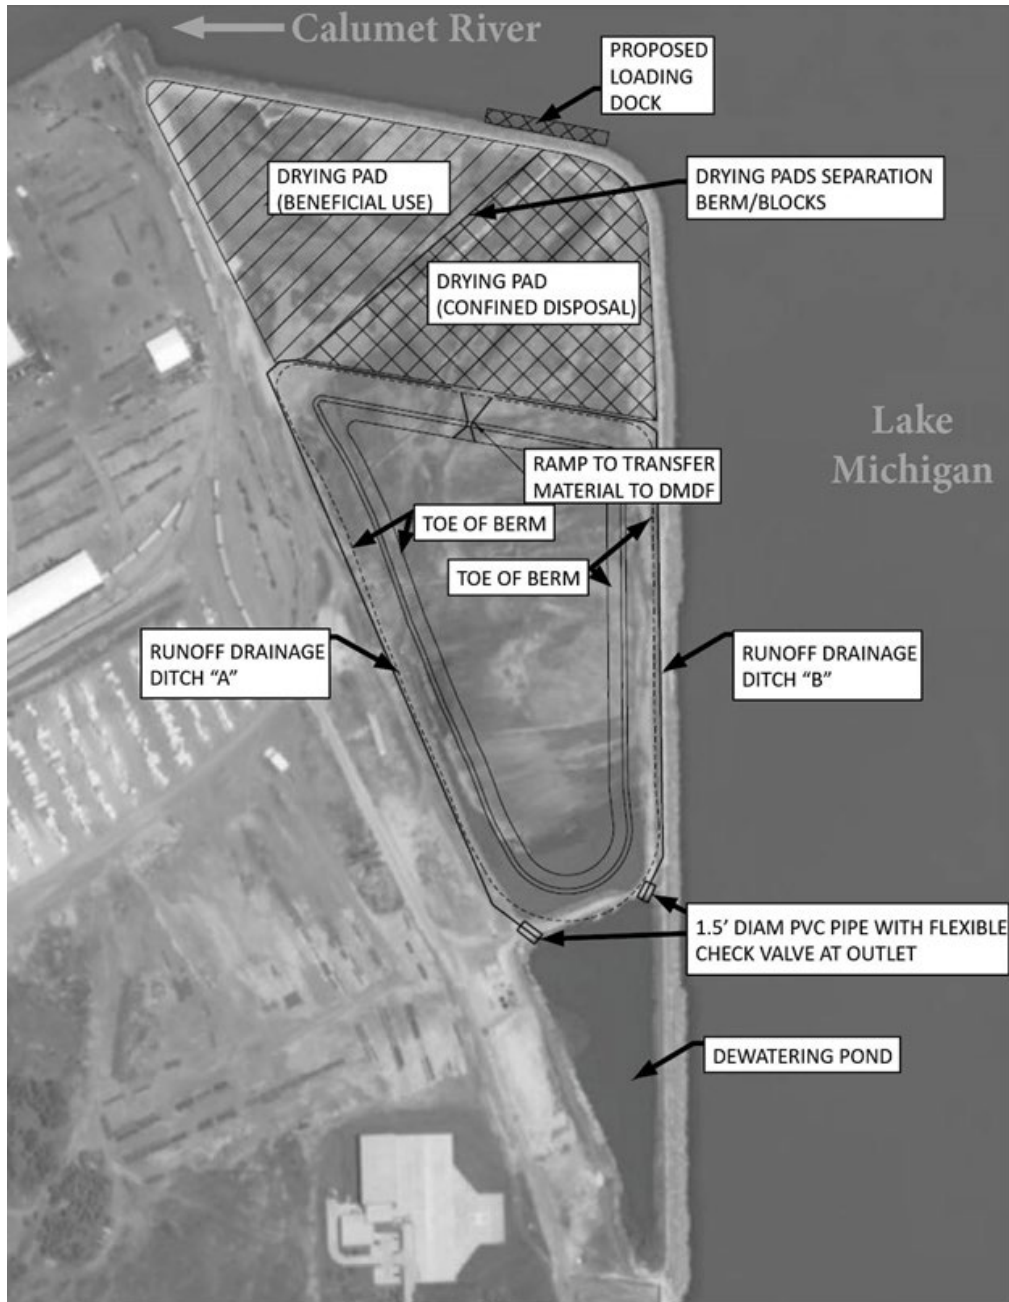 Calumet River
PROPOSED
LOADING
DOCK
DRYING PAD
(BENEFICIAL USE)
DRYING PADS SEPARATION
BERM/BLOCKS
DRYING PAD
(CONFINED DISPOSAL)
Lake
Michigan
RAMP TO TRANSFER
MATERIAL TO DMDF
TOE OF BERM
TOE OF BERM
RUNOFF DRAINAGE
DITCH “A”
RUNOFF DRAINAGE
DITCH “B”
1.5’ DIAM PVC PIPE WITH FLEXIBLE
CHECK VALVE AT OUTLET
DEWATERING POND